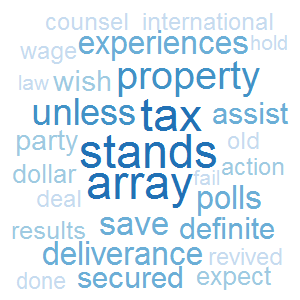 counsel international
wage experiences hold
law wish property
unless tax assist
party stands old
dollar array fail action
deal polls
results save definite
deliverance revived
done secured expect